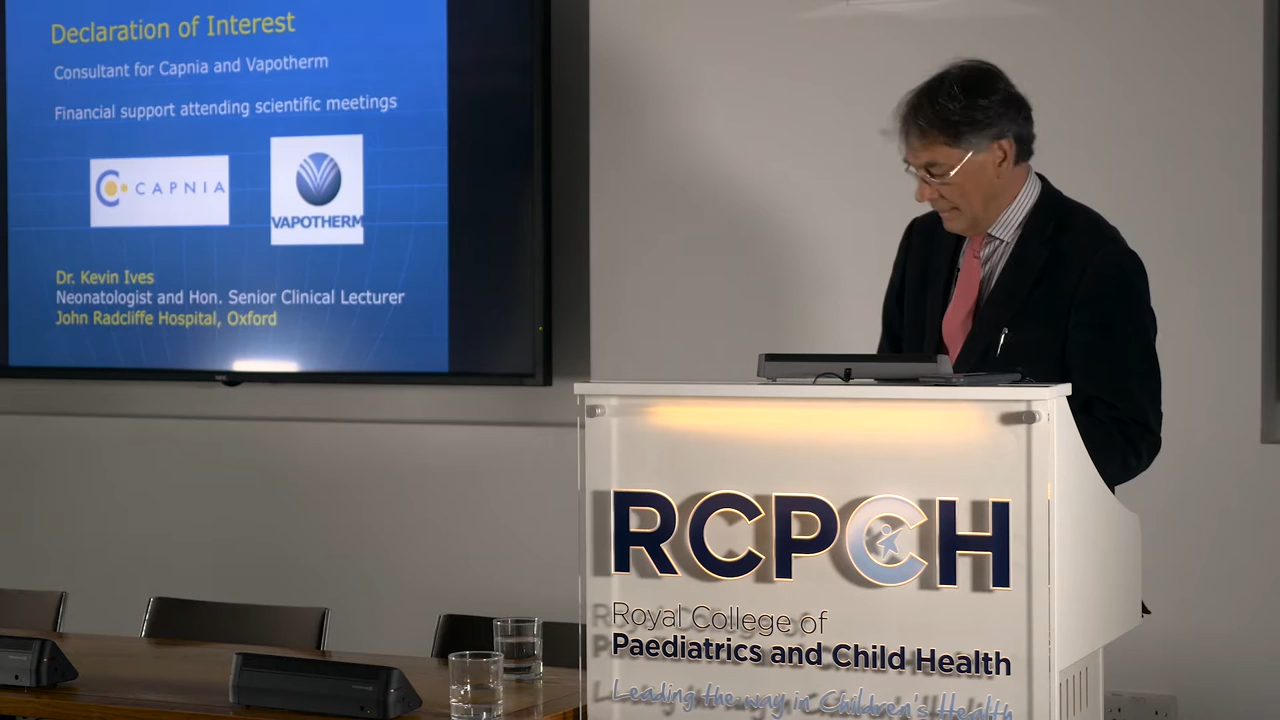 Declaration of Interest
Consultant for Capnia and Vapotherm
Financial support attending scientific meetings
CAPNIA
VAPOTHERM
Dr. Kevin Ives
Neonatologist and Hon. Senior Clinical Lecturer
John Radcliffe Hospital, Oxford
RCPCH
Royal College of
Paediatrics and Child Health
Leading the way in Children's Health